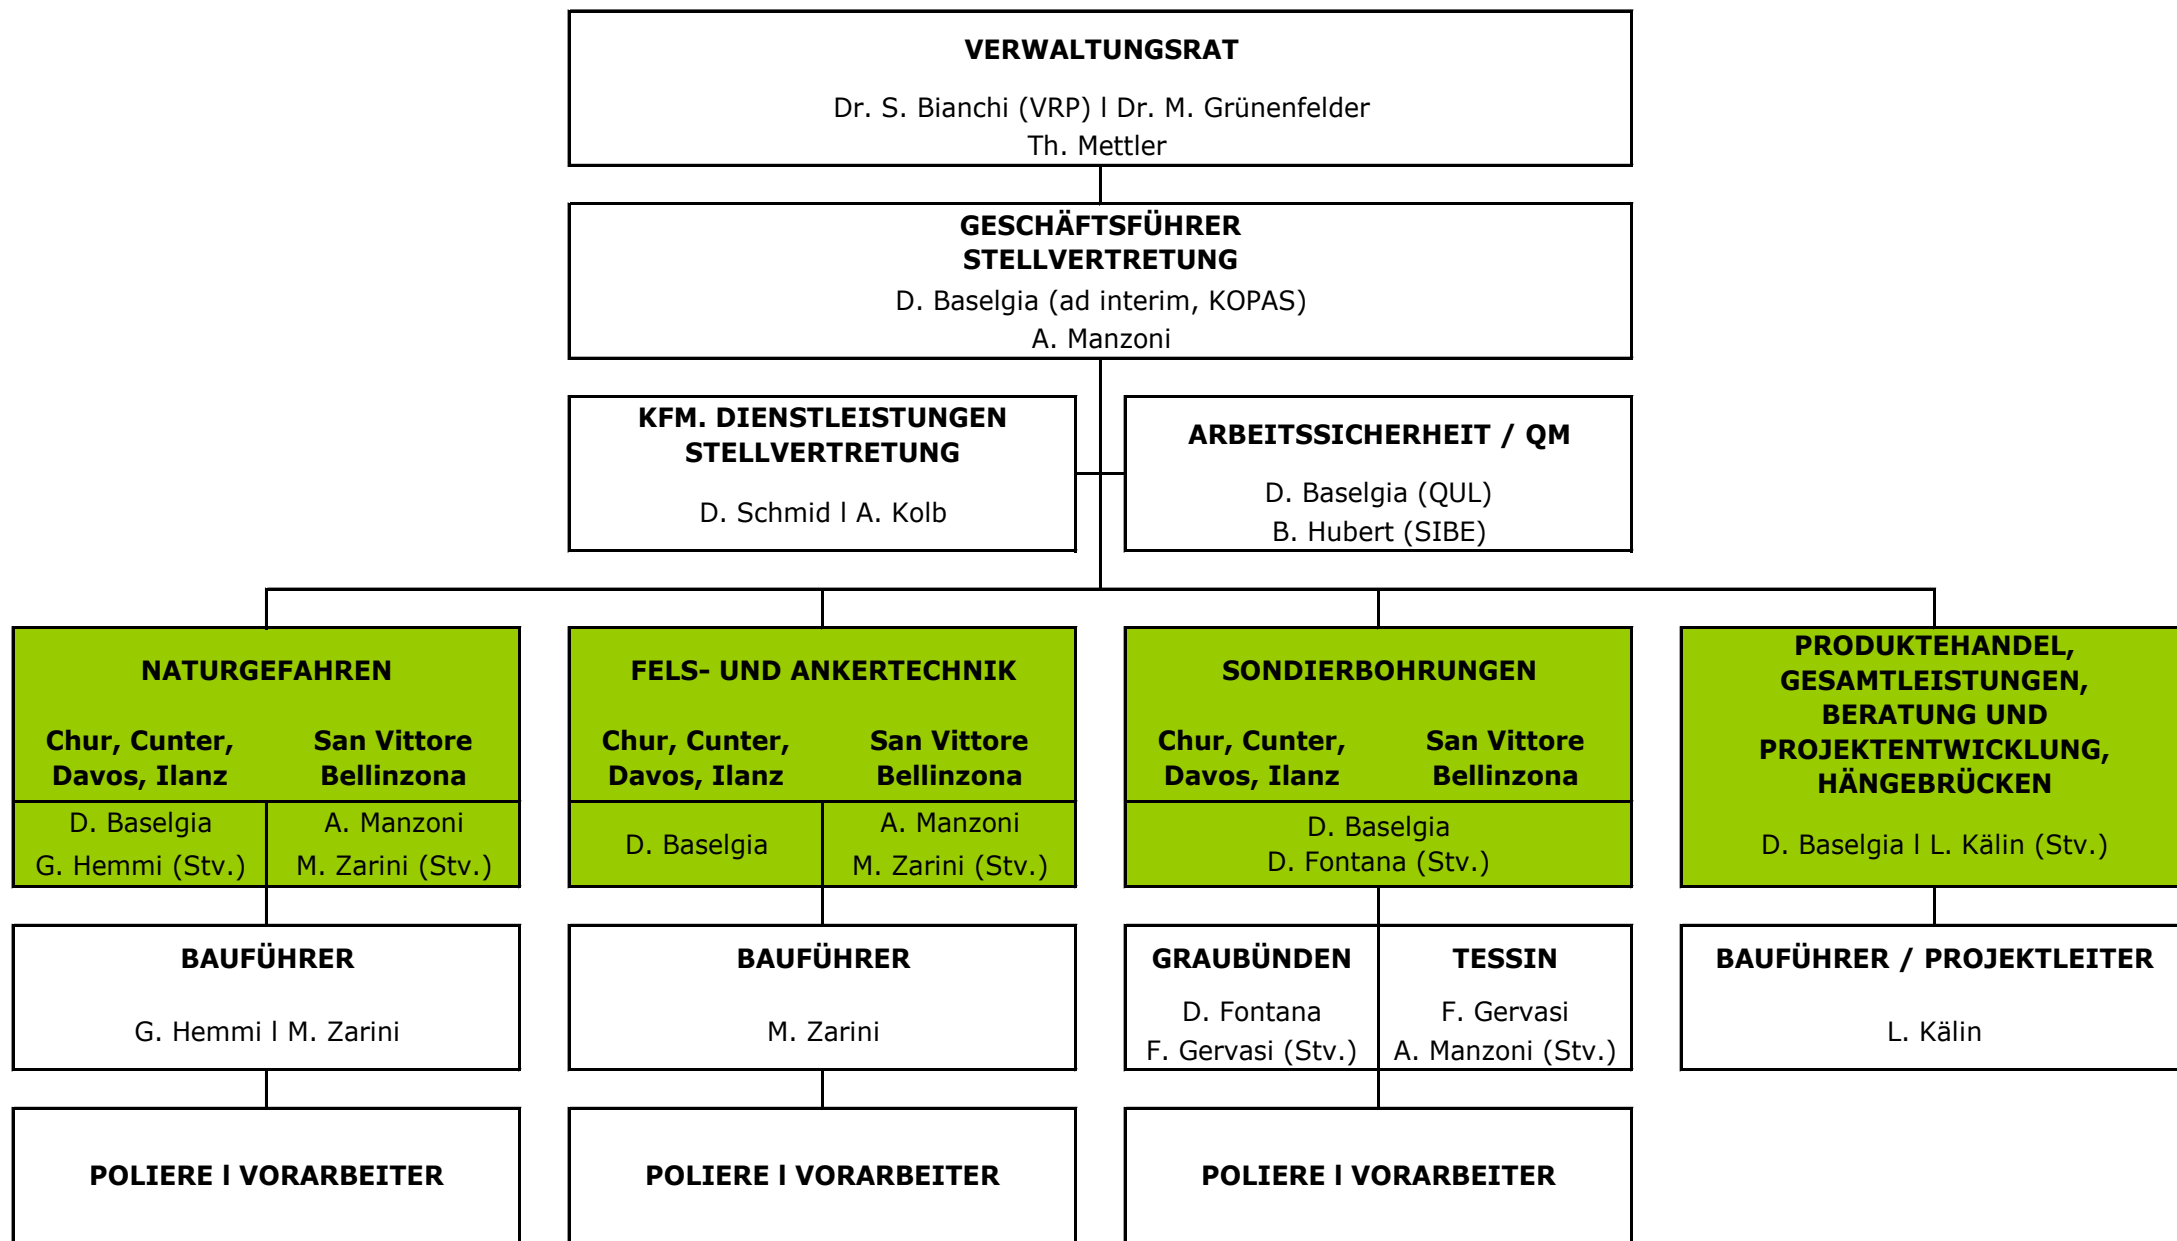 VERWALTUNGSRAT
Dr. S. Bianchi (VRP) l Dr. M. Grünenfelder
Th. Mettler
GESCHÄFTSFÜHRER
STELLVERTRETUNG
D. Baselgia (ad interim, KOPAS)
A. Manzoni
KFM. DIENSTLEISTUNGEN
STELLVERTRETUNG
D. Schmid l A. Kolb
ARBEITSSICHERHEIT / QM
D. Baselgia (QUL)
B. Hubert (SIBE)
NATURGEFAHREN
Chur, Cunter,
Davos, Ilanz
San Vittore
Bellinzona
D. Baselgia
G. Hemmi (Stv.)
A. Manzoni
M. Zarini (Stv.)
FELS- UND ANKERTECHNIK
Chur, Cunter,
Davos, Ilanz
San Vittore
Bellinzona
D. Baselgia
A. Manzoni
M. Zarini (Stv.)
SONDIERBOHRUNGEN
Chur, Cunter,
Davos, Ilanz
San Vittore
Bellinzona
D. Baselgia
D. Fontana (Stv.)
PRODUKTEHANDEL,
GESAMTLEISTUNGEN,
BERATUNG UND
PROJEKTENTWICKLUNG,
HÄNGEBRÜCKEN
D. Baselgia l L. Kälin (Stv.)
BAUFÜHRER
G. Hemmi l M. Zarini
BAUFÜHRER
M. Zarini
GRAUBÜNDEN
D. Fontana
F. Gervasi (Stv.)
TESSIN
F. Gervasi
A. Manzoni (Stv.)
BAUFÜHRER / PROJEKTLEITER
L. Kälin
POLIERE l VORARBEITER
POLIERE l VORARBEITER
POLIERE l VORARBEITER